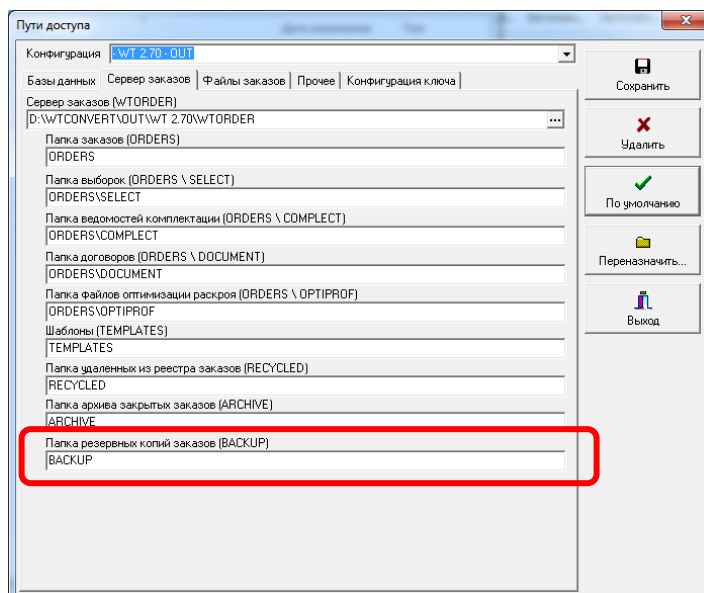 Пути доступа
Конфигурация - WT 2.70 - OUT
Базы данных Сервер заказов Файлы заказов Прочее Конфигурация ключа
Сервер заказов (WTORDER)
D:\WTCONVERT\OUT\WT 2.70\WTORDER ...
Папка заказов (ORDERS)
ORDERS
Папка выборок (ORDERS \ SELECT)
ORDERS\SELECT
Папка ведомостей комплектации (ORDERS \ COMPLECT)
ORDERS\COMPLECT
Папка договоров (ORDERS \ DOCUMENT)
ORDERS\DOCUMENT
Папка файлов оптимизации раскроя (ORDERS \ OPTIPROF)
ORDERS\OPTIPROF
Шаблоны (TEMPLATES)
TEMPLATES
Папка удаленных из реестра заказов (RECYCLED)
RECYCLED
Папка архива закрытых заказов (ARCHIVE)
ARCHIVE
Папка резервных копий заказов (BACKUP)
BACKUP
Сохранить
Удалить
По умолчанию
Переназначить...
Выход